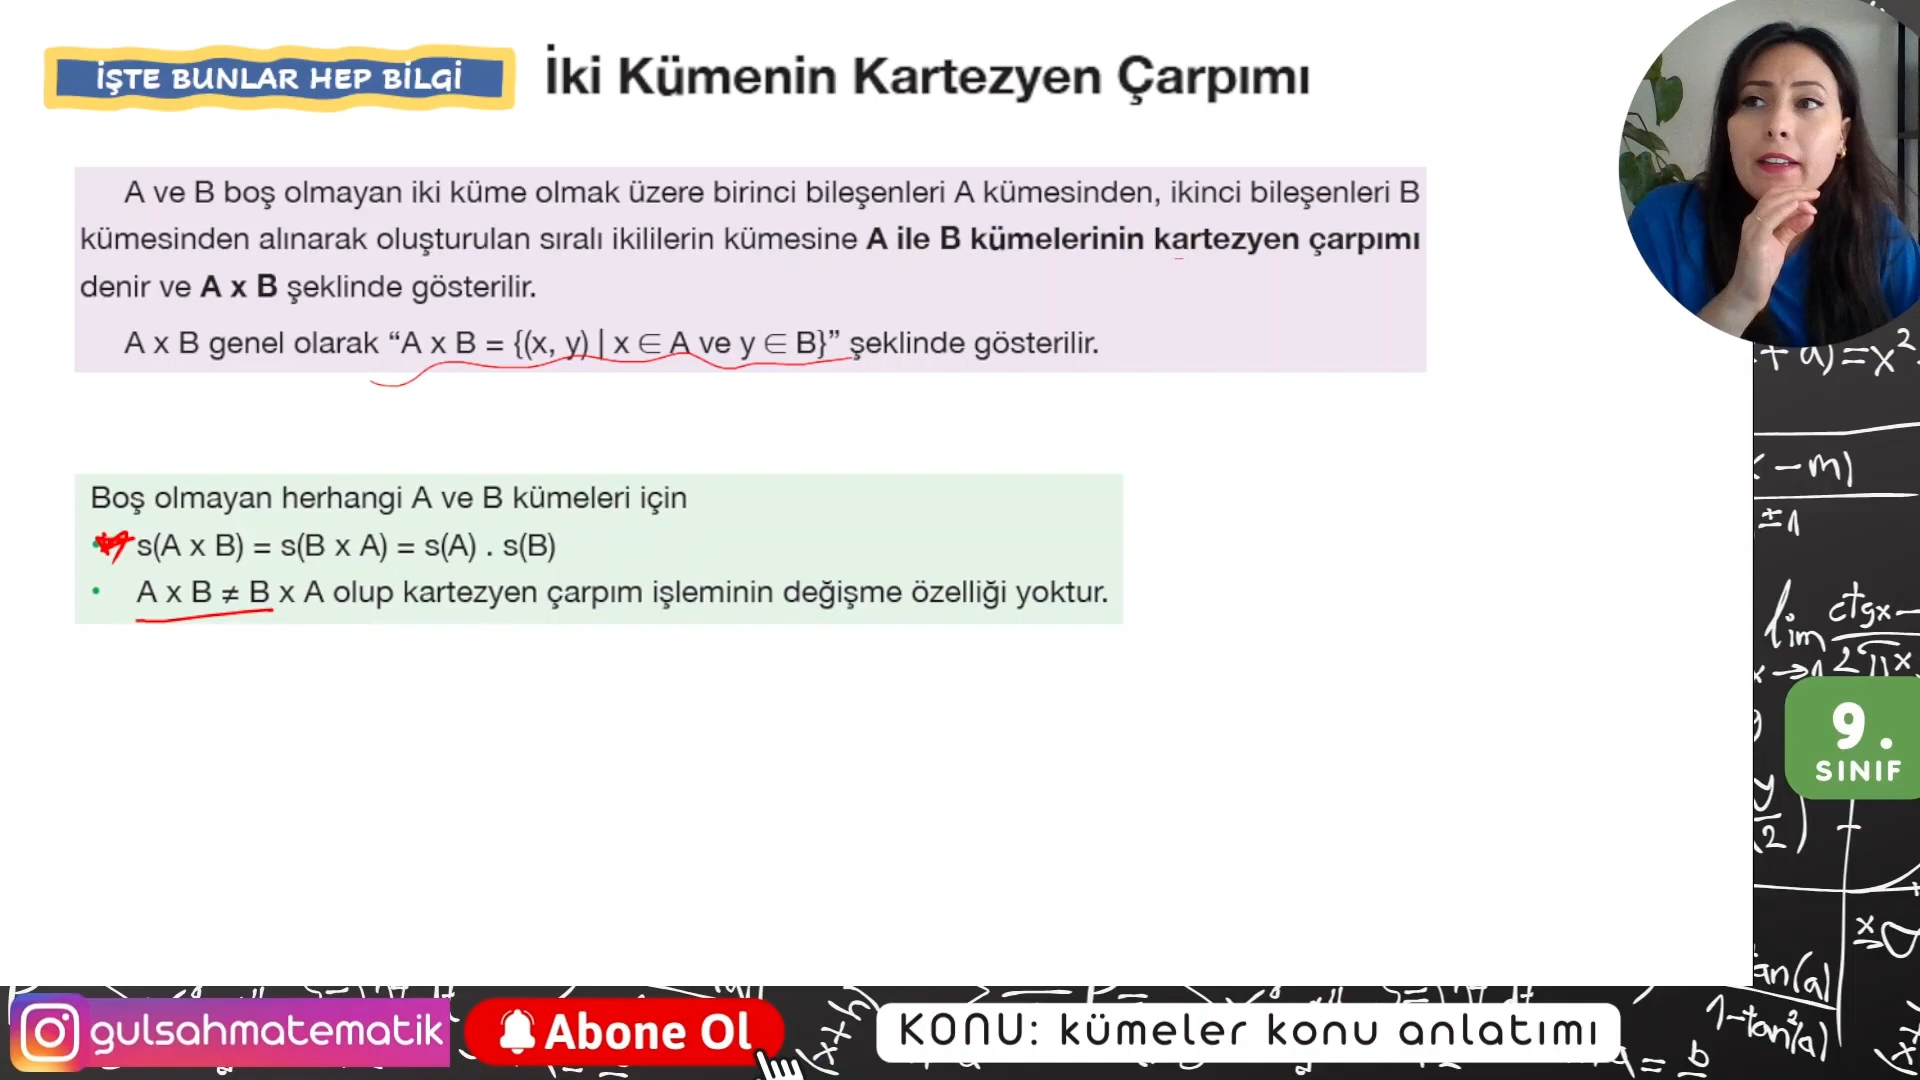 İŞTE BUNLAR HEP BİLGİ
İki Kümenin Kartezyen Çarpımı
A ve B boş olmayan iki küme olmak üzere birinci bileşenleri A kümesinden, ikinci bileşenleri B
kümesinden alınarak oluşturulan sıralı ikililerin kümesine A ile B kümelerinin kartezyen çarpımı
denir ve A x B şeklinde gösterilir.
A x B genel olarak “A x B = {(x, y) | x ∈ A ve y ∈ B}” şeklinde gösterilir.
Boş olmayan herhangi A ve B kümeleri için
s(A x B) = s(B x A) = s(A) . s(B)
• A x B ≠ B x A olup kartezyen çarpım işleminin değişme özelliği yoktur.
9.
SINIF
gulsahmatematik
Abone Ol
KONU: kümeler konu anlatımı